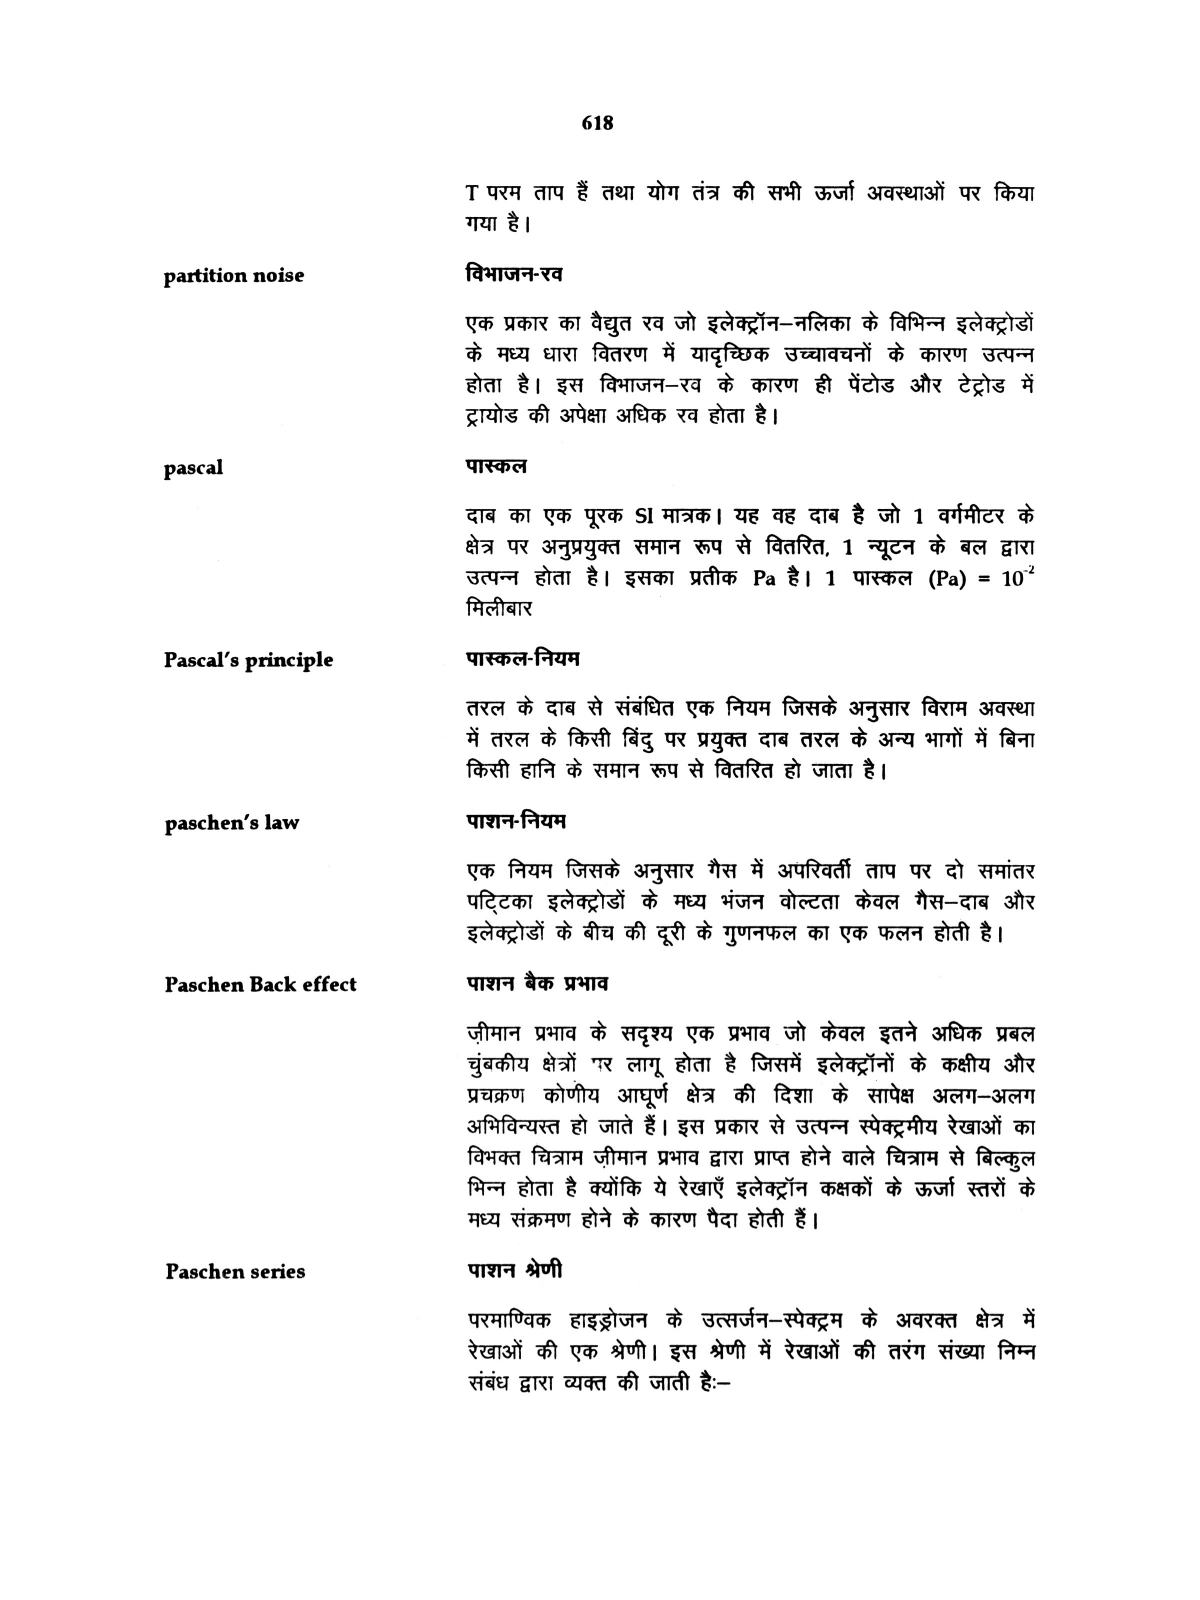 618
T परम ताप हैं तथा योग तंत्र की सभी ऊर्जा अवस्थाओं पर किया
गया है।
partition noise विभाजन-रव
एक प्रकार का वैद्युत रव जो इलेक्ट्रॉन–नलिका के विभिन्न इलेक्ट्रोडों
के मध्य धारा वितरण में यादृच्छिक उच्चावचनों के कारण उत्पन्न
होता है। इस विभाजन–रव के कारण ही पेंटोड और टेट्रोड में
ट्रायोड की अपेक्षा अधिक रव होता है।
pascal पास्कल
दाब का एक पूरक SI मात्रक। यह वह दाब है जो 1 वर्गमीटर के
क्षेत्र पर अनुप्रयुक्त समान रूप से वितरित, 1 न्यूटन के बल द्वारा
उत्पन्न होता है। इसका प्रतीक Pa है। 1 पास्कल (Pa) = 10⁻²
मिलीबार
Pascal's principle पास्कल-नियम
तरल के दाब से संबंधित एक नियम जिसके अनुसार विराम अवस्था
में तरल के किसी बिंदु पर प्रयुक्त दाब तरल के अन्य भागों में बिना
किसी हानि के समान रूप से वितरित हो जाता है।
paschen's law पाशन-नियम
एक नियम जिसके अनुसार गैस में अपरिवर्ती ताप पर दो समांतर
पट्टिका इलेक्ट्रोडों के मध्य भंजन वोल्टता केवल गैस–दाब और
इलेक्ट्रोडों के बीच की दूरी के गुणनफल का एक फलन होती है।
Paschen Back effect पाशन बैक प्रभाव
ज़ीमान प्रभाव के सदृश्य एक प्रभाव जो केवल इतने अधिक प्रबल
चुंबकीय क्षेत्रों पर लागू होता है जिसमें इलेक्ट्रॉनों के कक्षीय और
प्रचक्रण कोणीय आघूर्ण क्षेत्र की दिशा के सापेक्ष अलग–अलग
अभिविन्यस्त हो जाते हैं। इस प्रकार से उत्पन्न स्पेक्ट्रमीय रेखाओं का
विभक्त चित्राम ज़ीमान प्रभाव द्वारा प्राप्त होने वाले चित्राम से बिल्कुल
भिन्न होता है क्योंकि ये रेखाएँ इलेक्ट्रॉन कक्षकों के ऊर्जा स्तरों के
मध्य संक्रमण होने के कारण पैदा होती हैं।
Paschen series पाशन श्रेणी
परमाण्विक हाइड्रोजन के उत्सर्जन–स्पेक्ट्रम के अवरक्त क्षेत्र में
रेखाओं की एक श्रेणी। इस श्रेणी में रेखाओं की तरंग संख्या निम्न
संबंध द्वारा व्यक्त की जाती हैः–